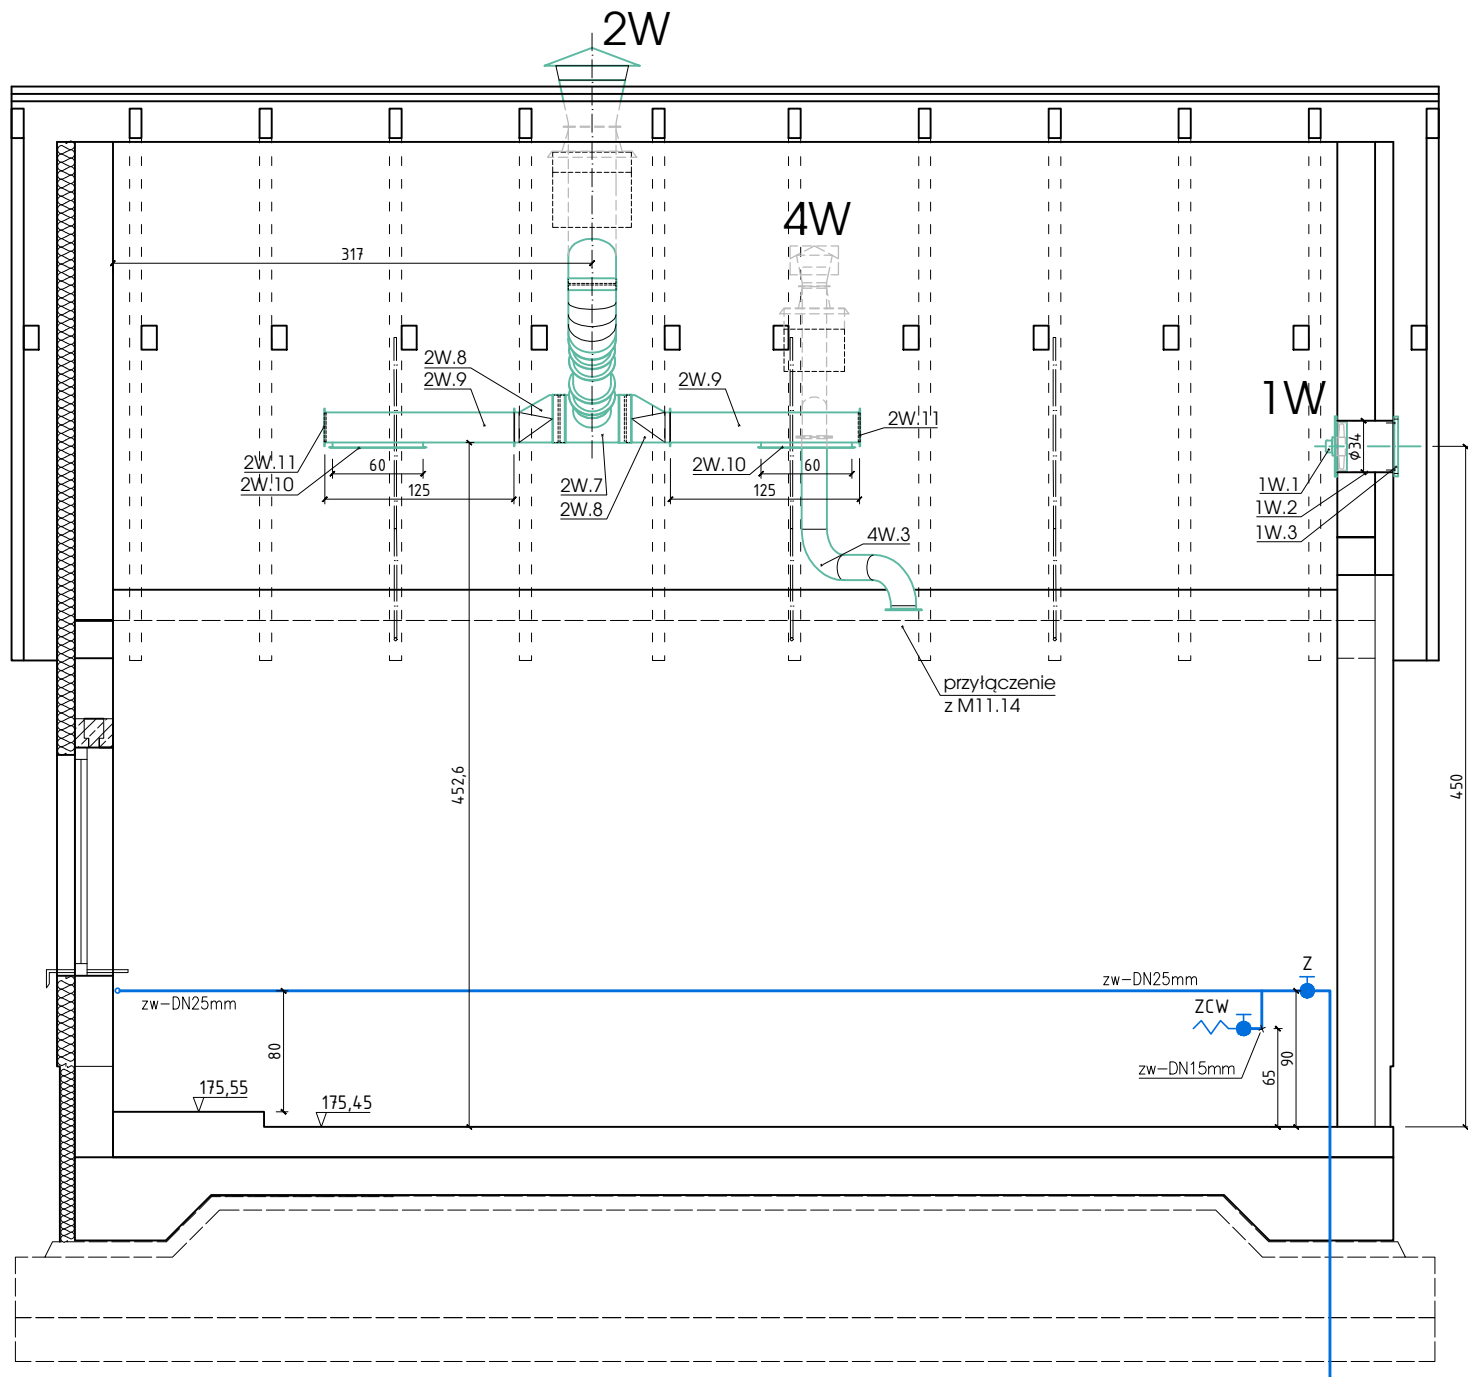 2W
4W
317
2W.8
2W.9
2W.9
1W
2W.11
ϕ34
2W.11
2W.10
60
125
2W.7
2W.8
2W.10
60
125
1W.1
1W.2
1W.3
4W.3
przyłączenie
z M11.14
452,6
450
zw-DN25mm
zw-DN25mm
Z
ZCW
zw-DN15mm
80
65
90
175,55
175,45